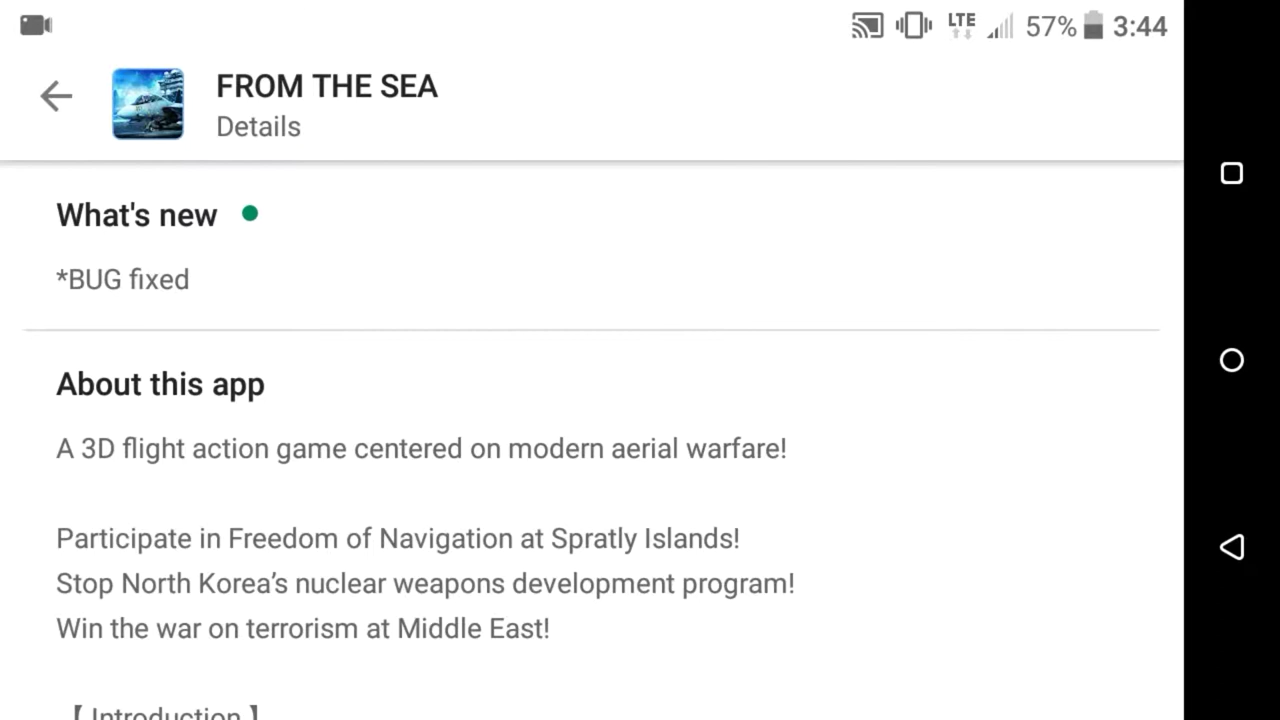 LTE 57% 3:44
FROM THE SEA
Details
What's new
*BUG fixed
About this app
A 3D flight action game centered on modern aerial warfare!
Participate in Freedom of Navigation at Spratly Islands!
Stop North Korea’s nuclear weapons development program!
Win the war on terrorism at Middle East!
【 Introduction 】